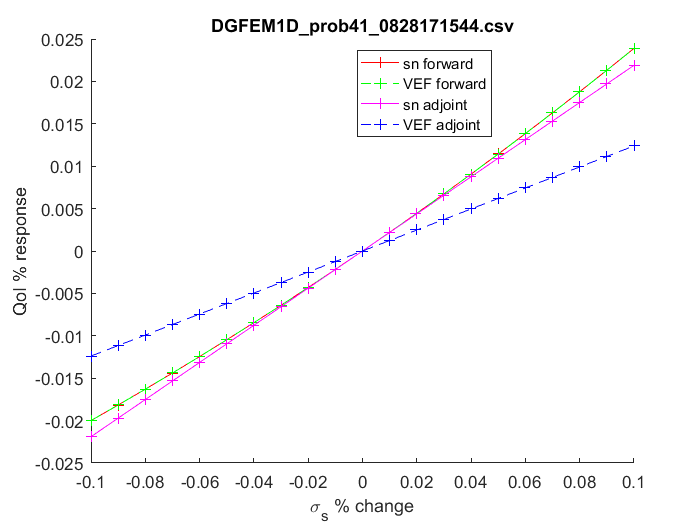 DGFEM1D_prob41_0828171544.csv
sn forward
VEF forward
sn adjoint
VEF adjoint
QoI % response
0.025
0.02
0.015
0.01
0.005
0
-0.005
-0.01
-0.015
-0.02
-0.025
-0.1 -0.08 -0.06 -0.04 -0.02 0 0.02 0.04 0.06 0.08 0.1
σs % change